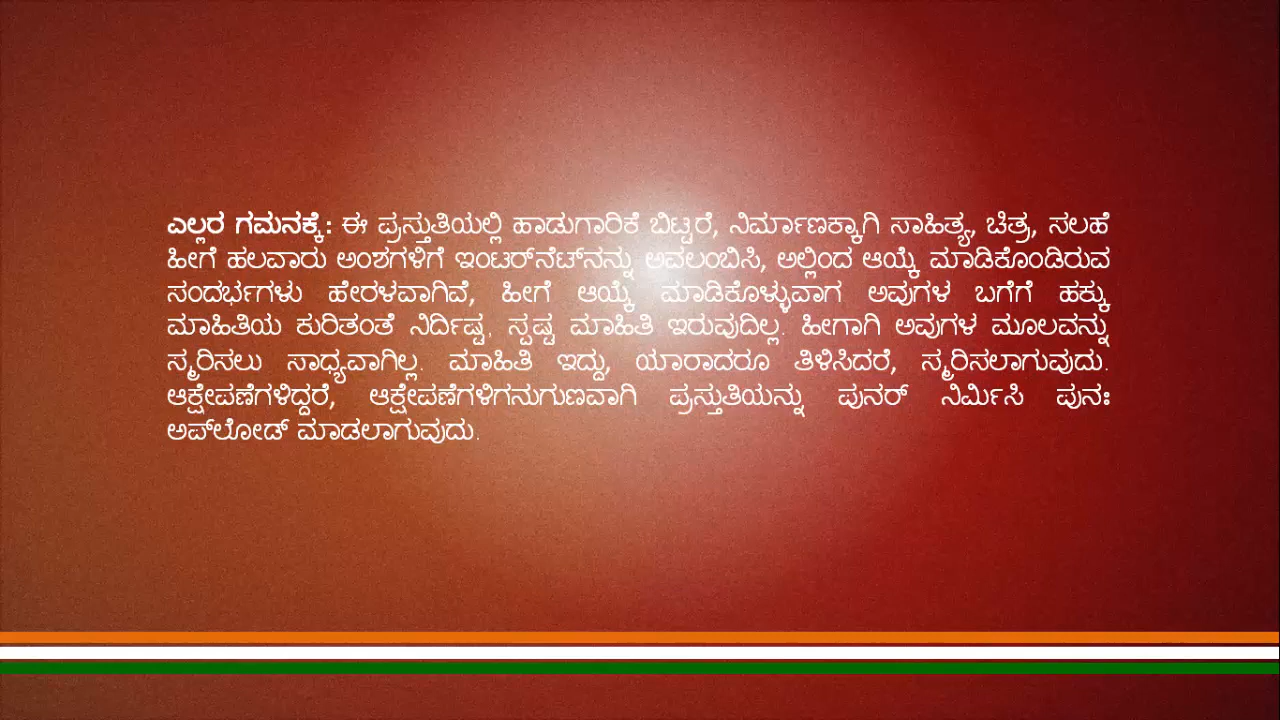 ಎಲ್ಲರ ಗಮನಕ್ಕೆ: ಈ ಪ್ರಸ್ತುತಿಯಲ್ಲಿ ಹಾಡುಗಾರಿಕೆ ಬಿಟ್ಟರೆ, ನಿರ್ಮಾಣಕ್ಕಾಗಿ ಸಾಹಿತ್ಯ, ಚಿತ್ರ, ಸಲಹೆ
ಹೀಗೆ ಹಲವಾರು ಅಂಶಗಳಿಗೆ ಇಂಟರ್‌ನೆಟ್‌ನನ್ನು ಅವಲಂಬಿಸಿ, ಅಲ್ಲಿಂದ ಆಯ್ಕೆ ಮಾಡಿಕೊಂಡಿರುವ
ಸಂದರ್ಭಗಳು ಹೇರಳವಾಗಿವೆ, ಹೀಗೆ ಆಯ್ಕೆ ಮಾಡಿಕೊಳ್ಳುವಾಗ ಅವುಗಳ ಬಗೆಗೆ ಹಕ್ಕು
ಮಾಹಿತಿಯ ಕುರಿತಂತೆ ನಿರ್ದಿಷ್ಟ, ಸ್ಪಷ್ಟ ಮಾಹಿತಿ ಇರುವುದಿಲ್ಲ. ಹೀಗಾಗಿ ಅವುಗಳ ಮೂಲವನ್ನು
ಸ್ಮರಿಸಲು ಸಾಧ್ಯವಾಗಿಲ್ಲ. ಮಾಹಿತಿ ಇದ್ದು, ಯಾರಾದರೂ ತಿಳಿಸಿದರೆ, ಸ್ಮರಿಸಲಾಗುವುದು.
ಆಕ್ಷೇಪಣೆಗಳಿದ್ದರೆ, ಆಕ್ಷೇಪಣೆಗಳಿಗನುಗುಣವಾಗಿ ಪ್ರಸ್ತುತಿಯನ್ನು ಪುನರ್ ನಿರ್ಮಿಸಿ ಪುನಃ
ಅಪ್‌ಲೋಡ್ ಮಾಡಲಾಗುವುದು.